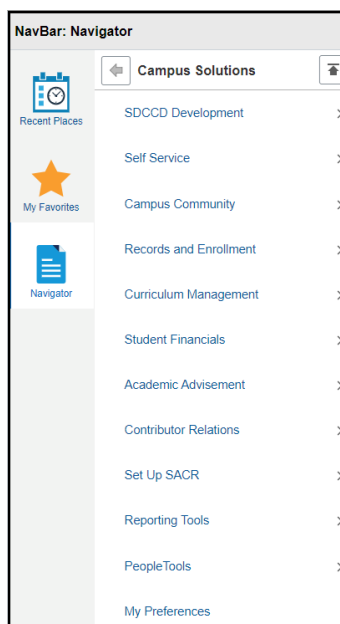 NavBar: Navigator
Recent Places
My Favorites
Navigator
Campus Solutions
SDCCD Development
Self Service
Campus Community
Records and Enrollment
Curriculum Management
Student Financials
Academic Advisement
Contributor Relations
Set Up SACR
Reporting Tools
PeopleTools
My Preferences